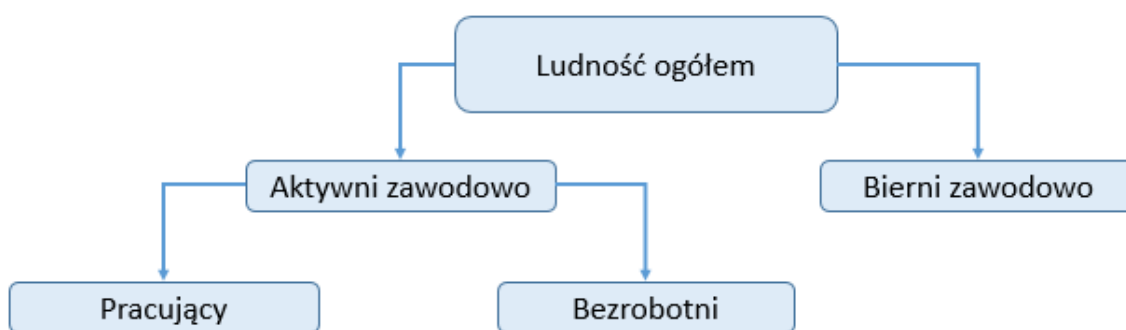 Ludność ogółem
Aktywni zawodowo
Bierni zawodowo
Pracujący
Bezrobotni